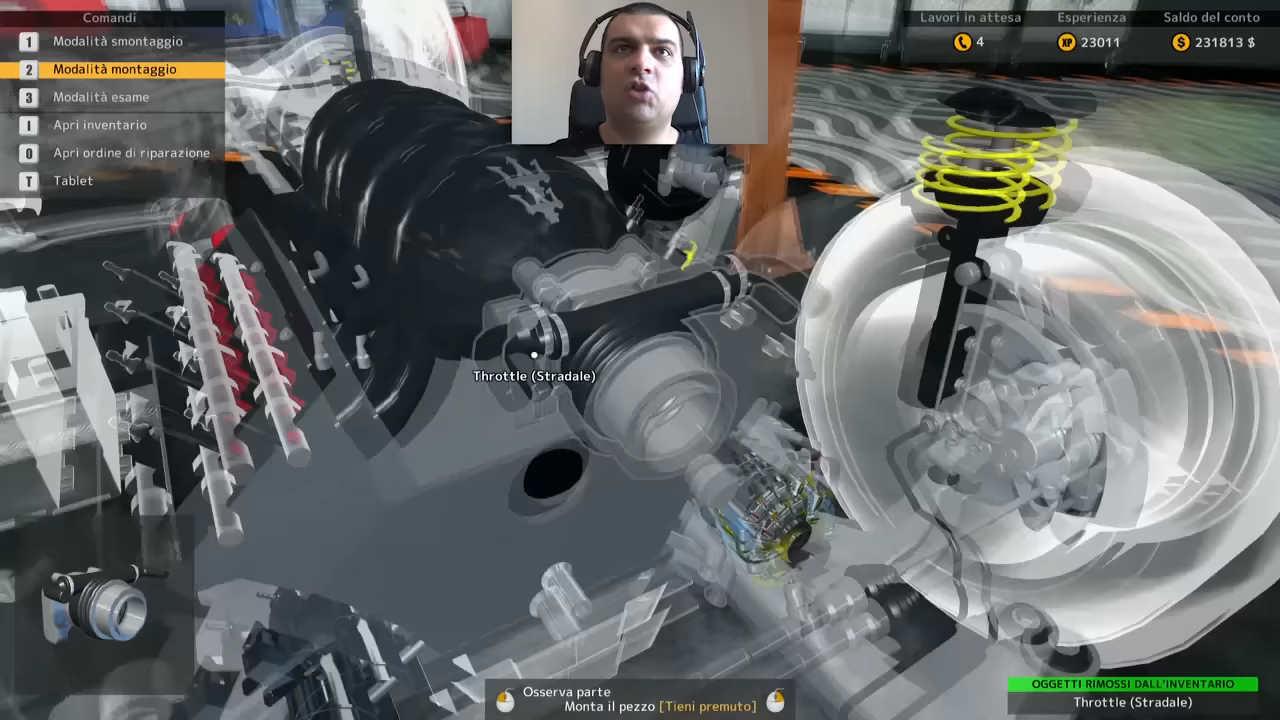 Comandi
1 Modalità smontaggio
2 Modalità montaggio
3 Modalità esame
I Apri inventario
O Apri ordine di riparazione
T Tablet
Lavori in attesa
4
Esperienza
XP 23011
Saldo del conto
$ 231813 $
Throttle (Stradale)
Osserva parte
Monta il pezzo [Tieni premuto]
OGGETTI RIMOSSI DALL'INVENTARIO
Throttle (Stradale)